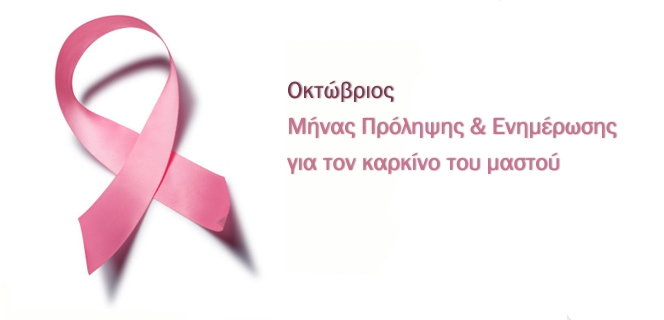 Οκτώβριος
Μήνας Πρόληψης & Ενημέρωσης
για τον καρκίνο του μαστού